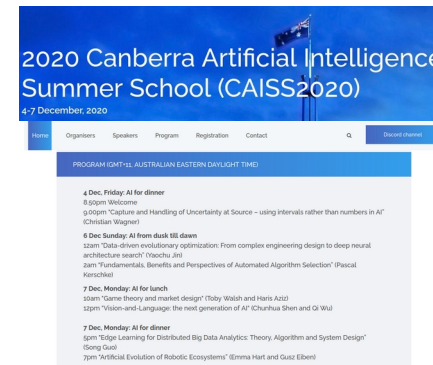 2020 Canberra Artificial Intelligence
Summer School (CAISS2020)
4-7 December, 2020
Home Organisers Speakers Program Registration Contact Discord channel
PROGRAM (GMT+11, AUSTRALIAN EASTERN DAYLIGHT TIME)
4 Dec, Friday: AI for dinner
8.50pm Welcome
9.00pm "Capture and Handling of Uncertainty at Source – using intervals rather than numbers in AI"
(Christian Wagner)
6 Dec Sunday: AI from dusk till dawn
12am "Data-driven evolutionary optimization: From complex engineering design to deep neural
architecture search" (Yaochu Jin)
2am "Fundamentals, Benefits and Perspectives of Automated Algorithm Selection" (Pascal
Kerschke)
7 Dec, Monday: AI for lunch
10am "Game theory and market design" (Toby Walsh and Haris Aziz)
12pm "Vision-and-Language: the next generation of AI" (Chunhua Shen and Qi Wu)
7 Dec, Monday: AI for dinner
5pm "Edge Learning for Distributed Big Data Analytics: Theory, Algorithm and System Design"
(Song Guo)
7pm "Artificial Evolution of Robotic Ecosystems" (Emma Hart and Gusz Eiben)